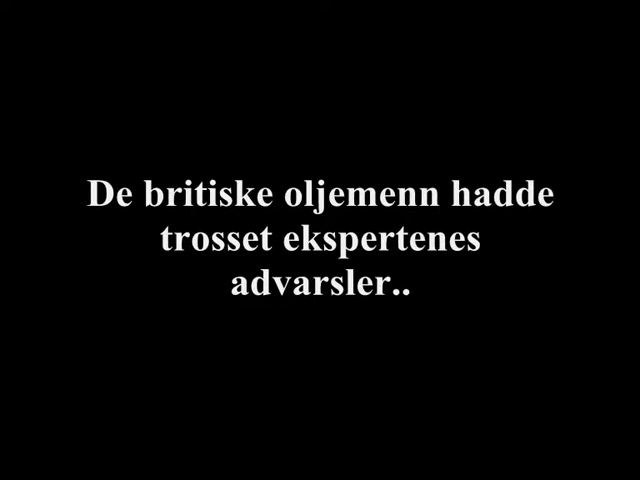 De britiske oljemenn hadde
trosset ekspertenes
advarsler..